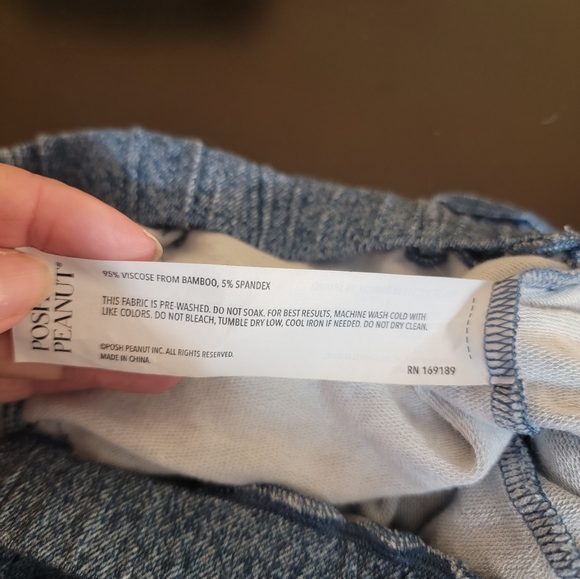 POSH
PEANUT®
95% VISCOSE FROM BAMBOO, 5% SPANDEX
THIS FABRIC IS PRE-WASHED. DO NOT SOAK. FOR BEST RESULTS, MACHINE WASH COLD WITH
LIKE COLORS. DO NOT BLEACH, TUMBLE DRY LOW, COOL IRON IF NEEDED. DO NOT DRY CLEAN.
©POSH PEANUT INC. ALL RIGHTS RESERVED.
MADE IN CHINA.
RN 169189